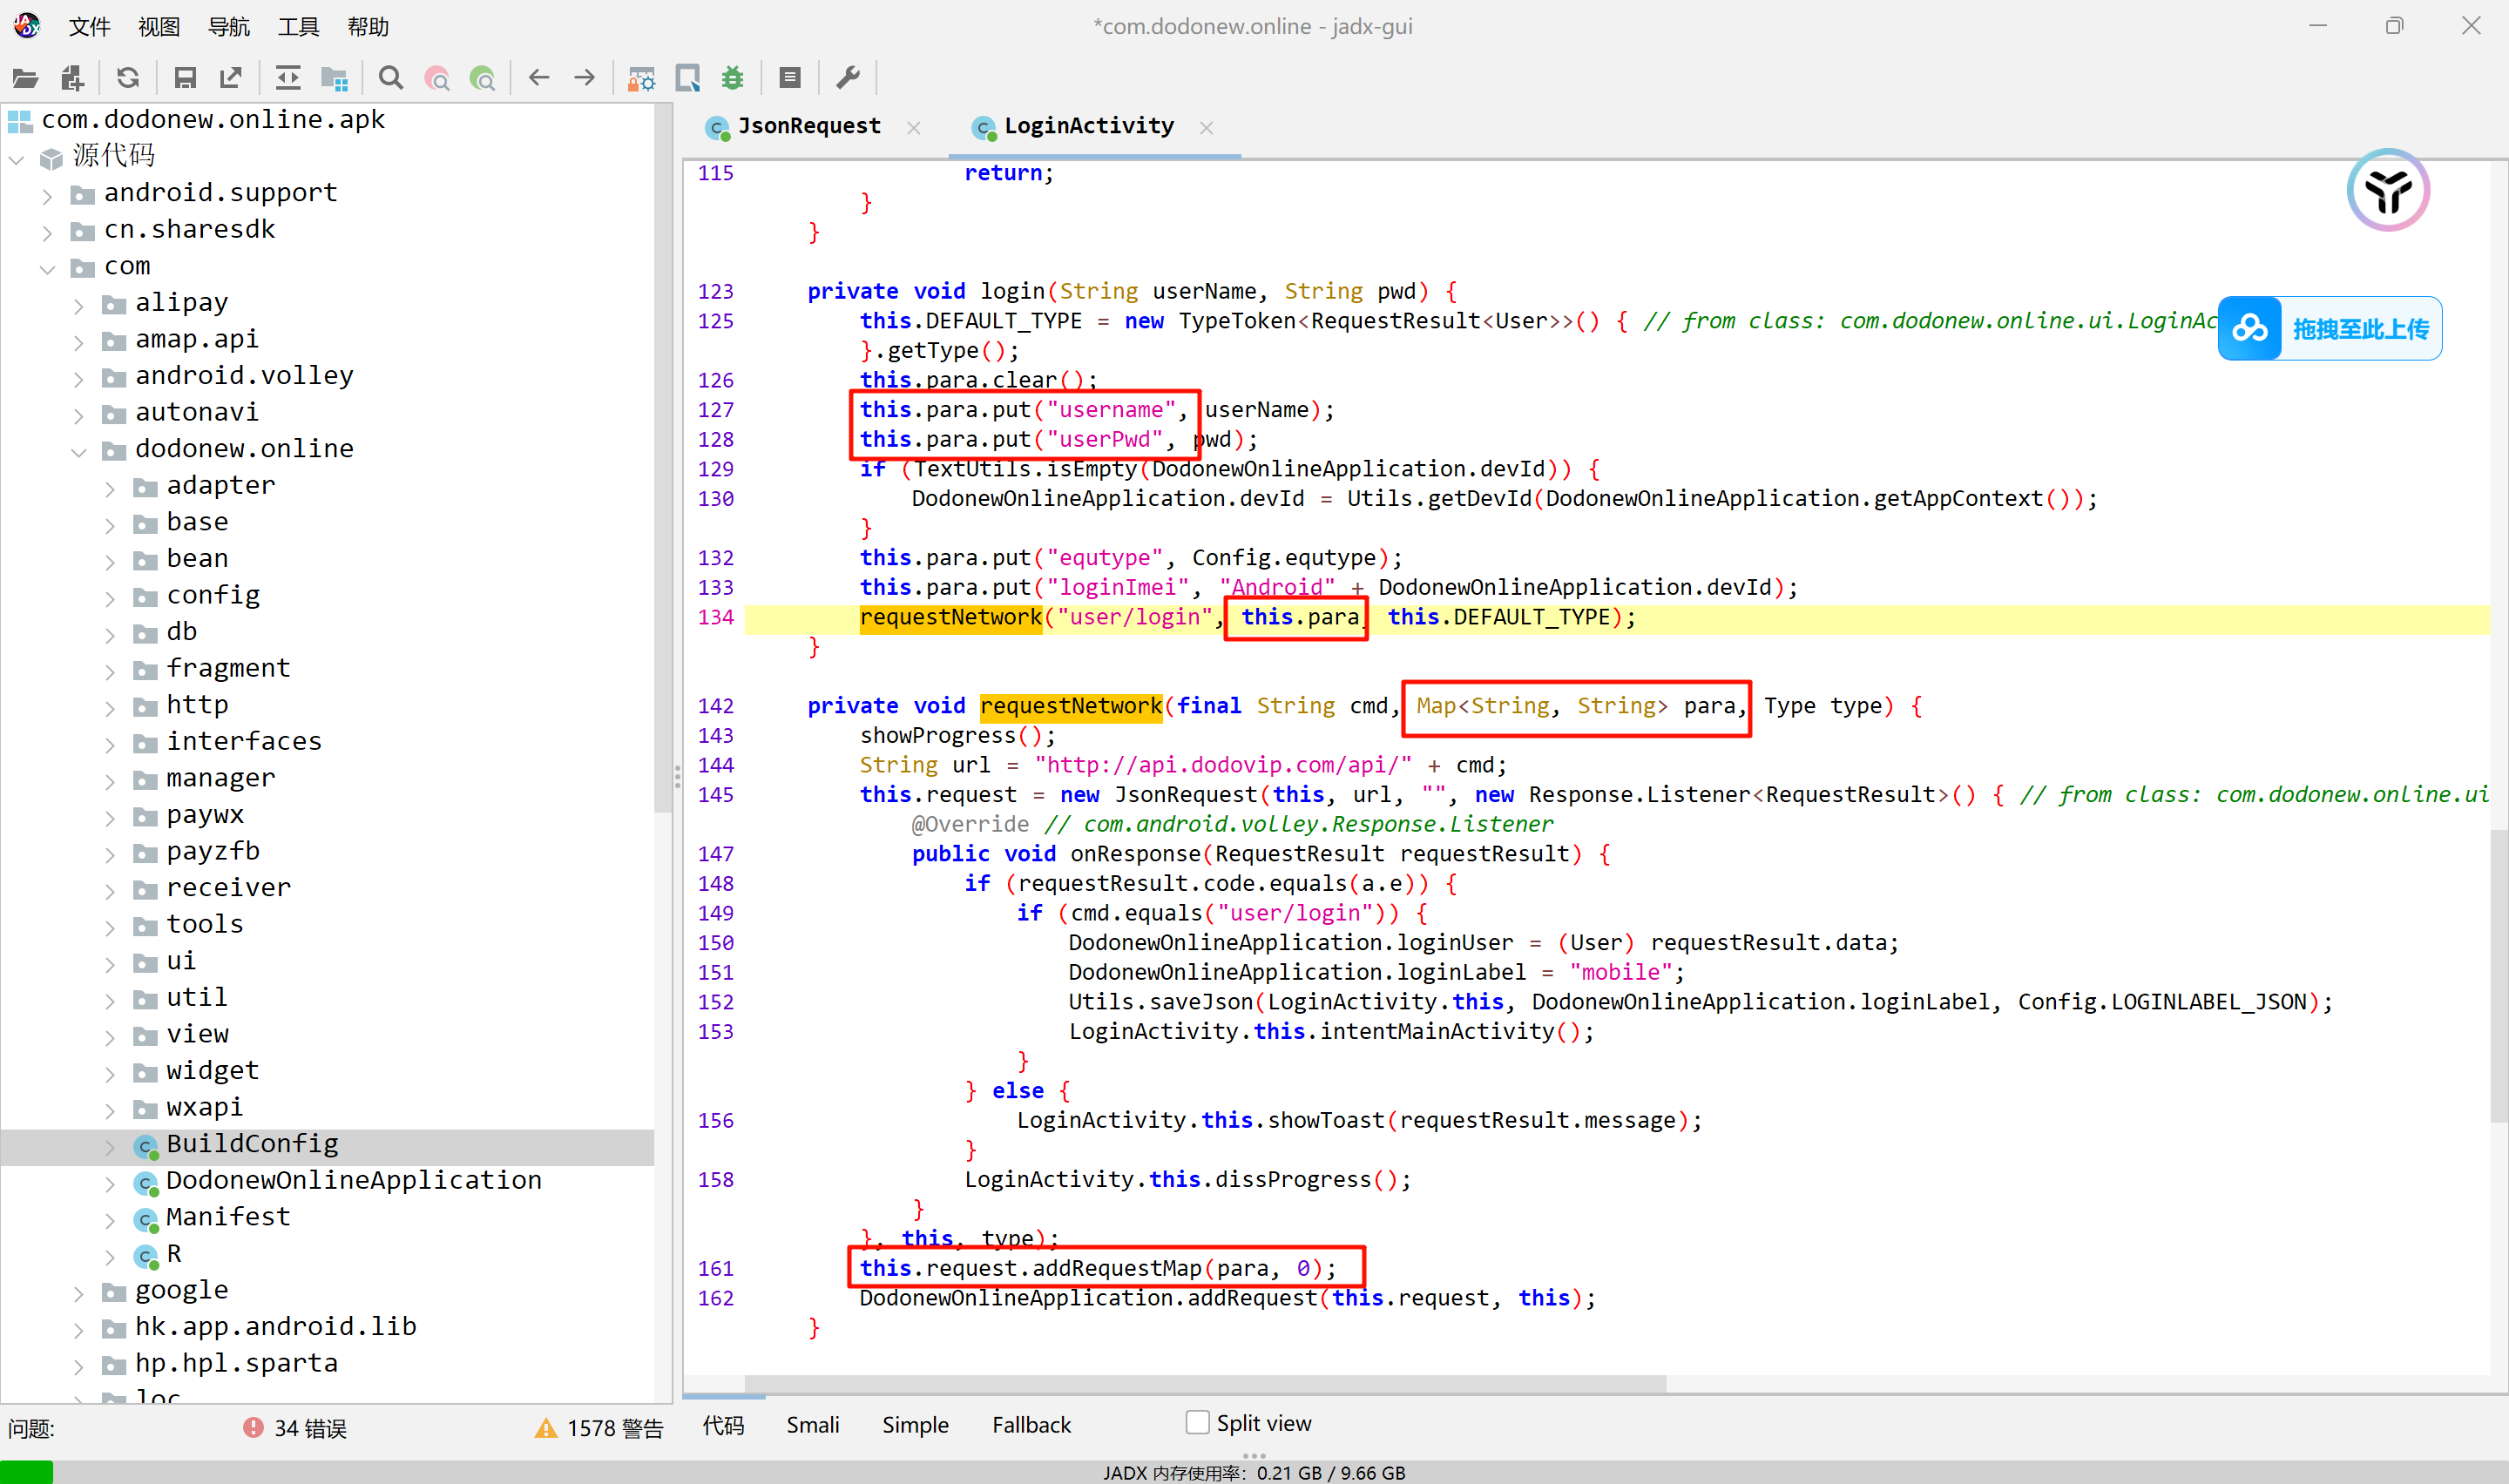 文件 视图 导航 工具 帮助 *com.dodonew.online - jadx-gui
com.dodonew.online.apk
源代码
android.support
cn.sharesdk
com
alipay
amap.api
android.volley
autonavi
dodonew.online
adapter
base
bean
config
db
fragment
http
interfaces
manager
paywx
payzfb
receiver
tools
ui
util
view
widget
wxapi
BuildConfig
DodonewOnlineApplication
Manifest
R
google
hk.app.android.lib
hp.hpl.sparta
loc
问题: 34 错误 1578 警告
JsonRequest LoginActivity
115 return;
}
}
123 private void login(String userName, String pwd) {
125 this.DEFAULT_TYPE = new TypeToken<RequestResult<User>>() { // from class: com.dodonew.online.ui.LoginAc
}.getType();
126 this.para.clear();
127 this.para.put("username", userName);
128 this.para.put("userPwd", pwd);
129 if (TextUtils.isEmpty(DodonewOnlineApplication.devId)) {
130 DodonewOnlineApplication.devId = Utils.getDevId(DodonewOnlineApplication.getAppContext());
}
132 this.para.put("equtype", Config.equtype);
133 this.para.put("loginImei", "Android" + DodonewOnlineApplication.devId);
134 requestNetwork("user/login", this.para, this.DEFAULT_TYPE);
}
142 private void requestNetwork(final String cmd, Map<String, String> para, Type type) {
143 showProgress();
144 String url = "http://api.dodovip.com/api/" + cmd;
145 this.request = new JsonRequest(this, url, "", new Response.Listener<RequestResult>() { // from class: com.dodonew.online.ui
@Override // com.android.volley.Response.Listener
147 public void onResponse(RequestResult requestResult) {
148 if (requestResult.code.equals(a.e)) {
149 if (cmd.equals("user/login")) {
150 DodonewOnlineApplication.loginUser = (User) requestResult.data;
151 DodonewOnlineApplication.loginLabel = "mobile";
152 Utils.saveJson(LoginActivity.this, DodonewOnlineApplication.loginLabel, Config.LOGINLABEL_JSON);
153 LoginActivity.this.intentMainActivity();
}
} else {
156 LoginActivity.this.showToast(requestResult.message);
}
158 LoginActivity.this.dissProgress();
}
}, this, type);
161 this.request.addRequestMap(para, 0);
162 DodonewOnlineApplication.addRequest(this.request, this);
}
拖拽至此上传
代码 Smali Simple Fallback Split view
JADX 内存使用率: 0.21 GB / 9.66 GB